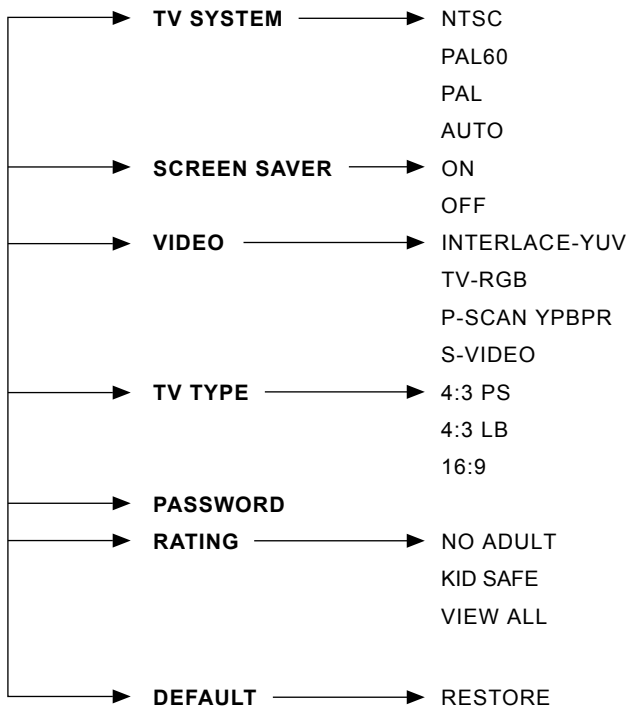 TV SYSTEM NTSC
PAL60
PAL
AUTO
SCREEN SAVER ON
OFF
VIDEO INTERLACE-YUV
TV-RGB
P-SCAN YPBPR
S-VIDEO
TV TYPE 4:3 PS
4:3 LB
16:9
PASSWORD
RATING NO ADULT
KID SAFE
VIEW ALL
DEFAULT RESTORE